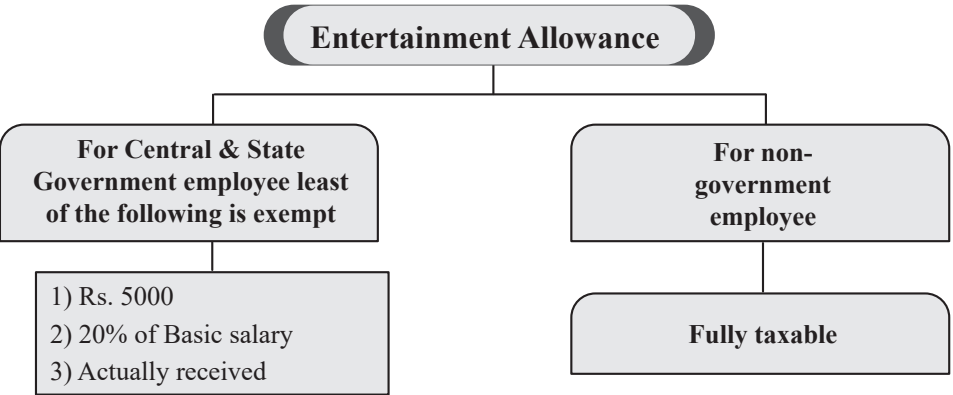 Entertainment Allowance
For Central & State
Government employee least
of the following is exempt
1) Rs. 5000
2) 20% of Basic salary
3) Actually received
For non-
government
employee
Fully taxable